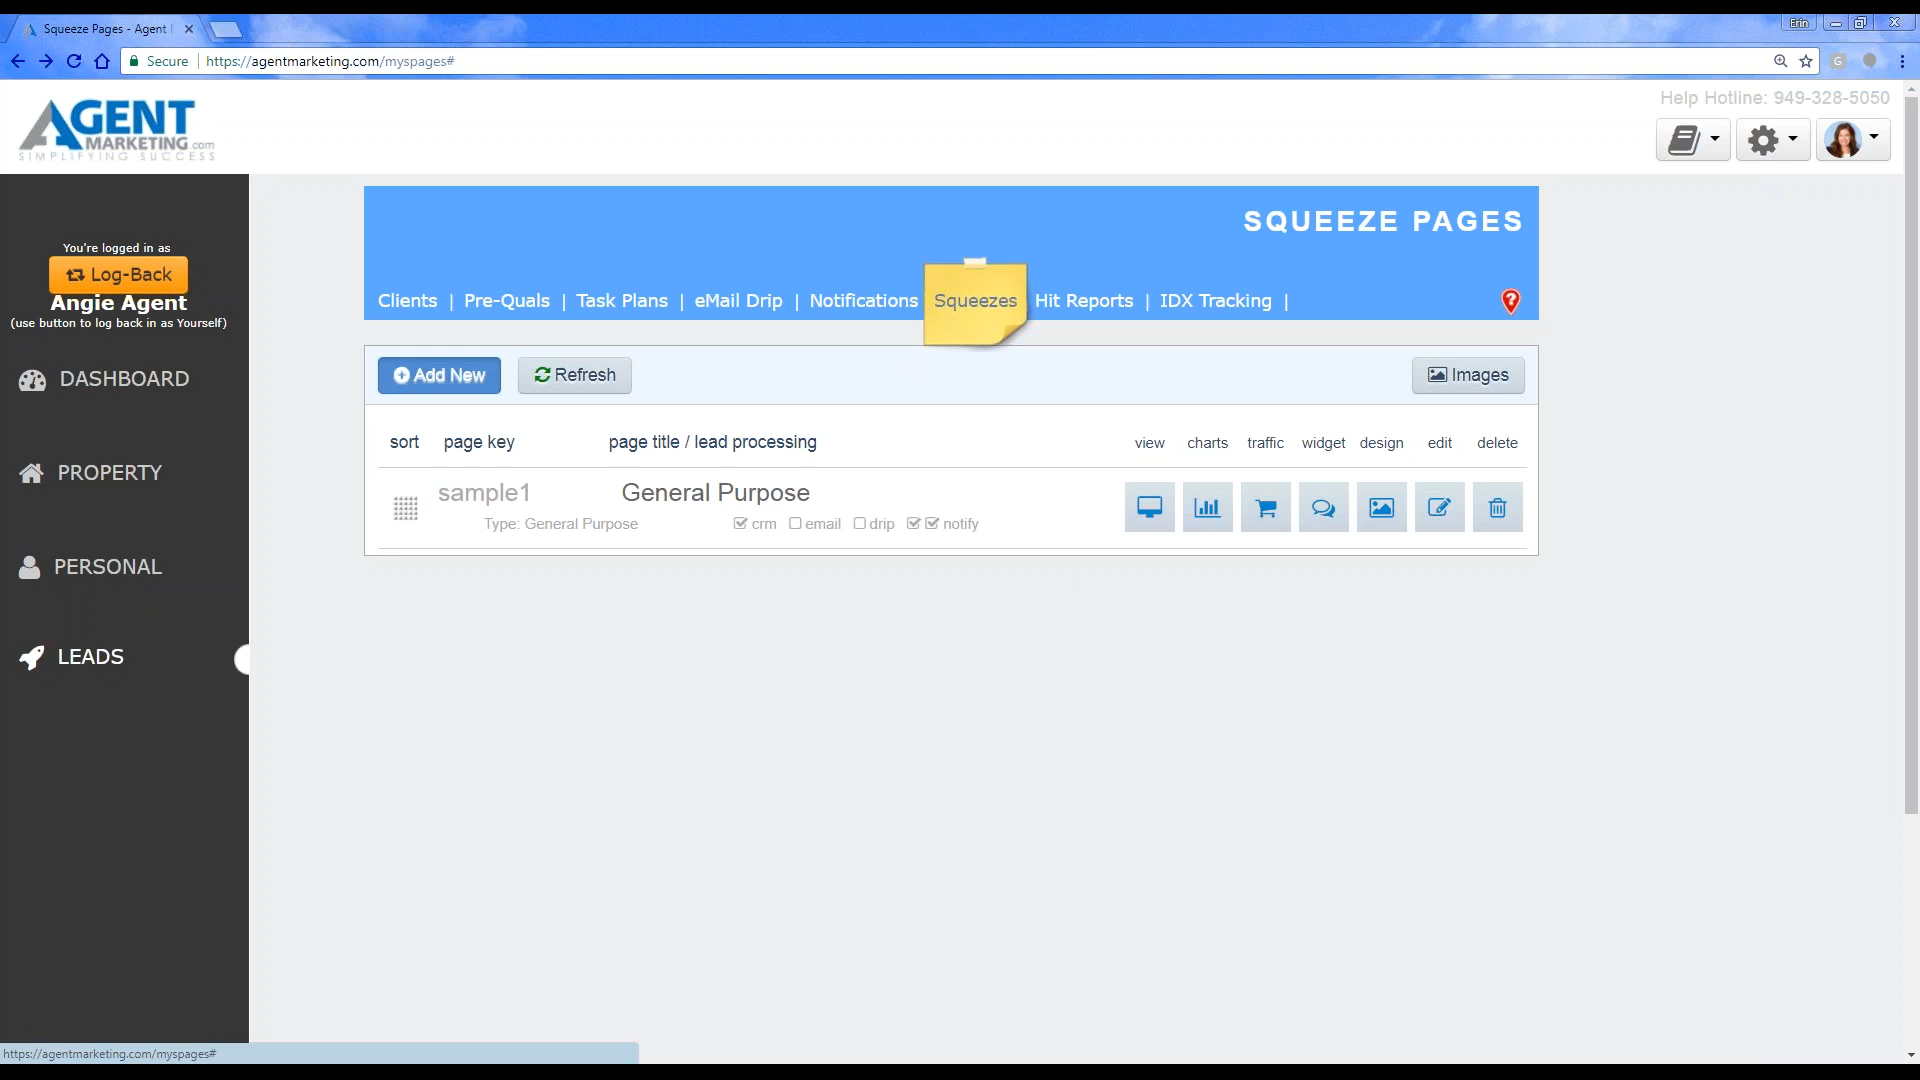 Squeeze Pages - Agent
Erin
Secure
https://agentmarketing.com/myspages#
G
AGENT
MARKETING.com
SIMPLIFYING SUCCESS
Help Hotline: 949-328-5050
You're logged in as
Log-Back
Angie Agent
(use button to log back in as Yourself)
DASHBOARD
PROPERTY
PERSONAL
LEADS
SQUEEZE PAGES
Clients | Pre-Quals | Task Plans | eMail Drip | Notifications Squeezes Hit Reports | IDX Tracking |
?
Add New Refresh Images
sort page key page title / lead processing view charts traffic widget design edit delete
sample1 General Purpose
Type: General Purpose crm email drip notify
https://agentmarketing.com/myspages#